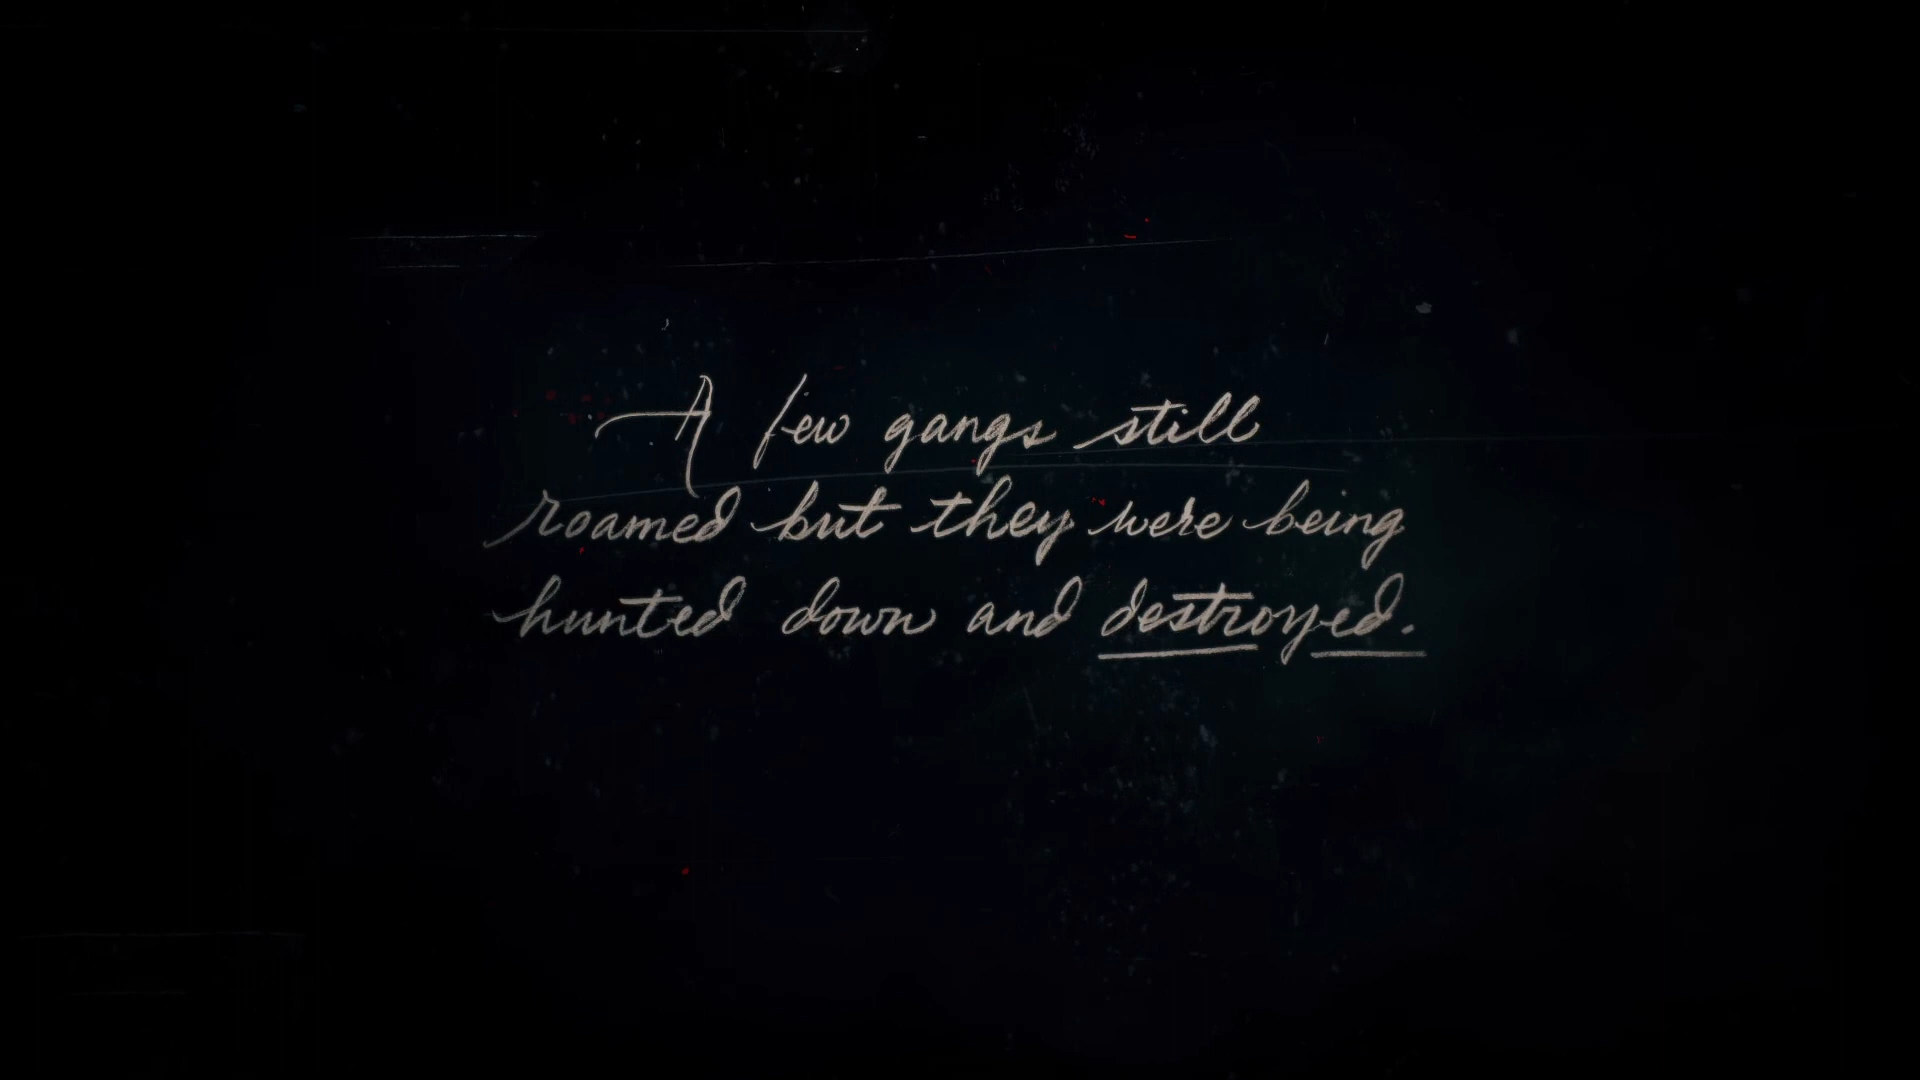 A few gangs still
roamed but they were being
hunted down and destroyed.